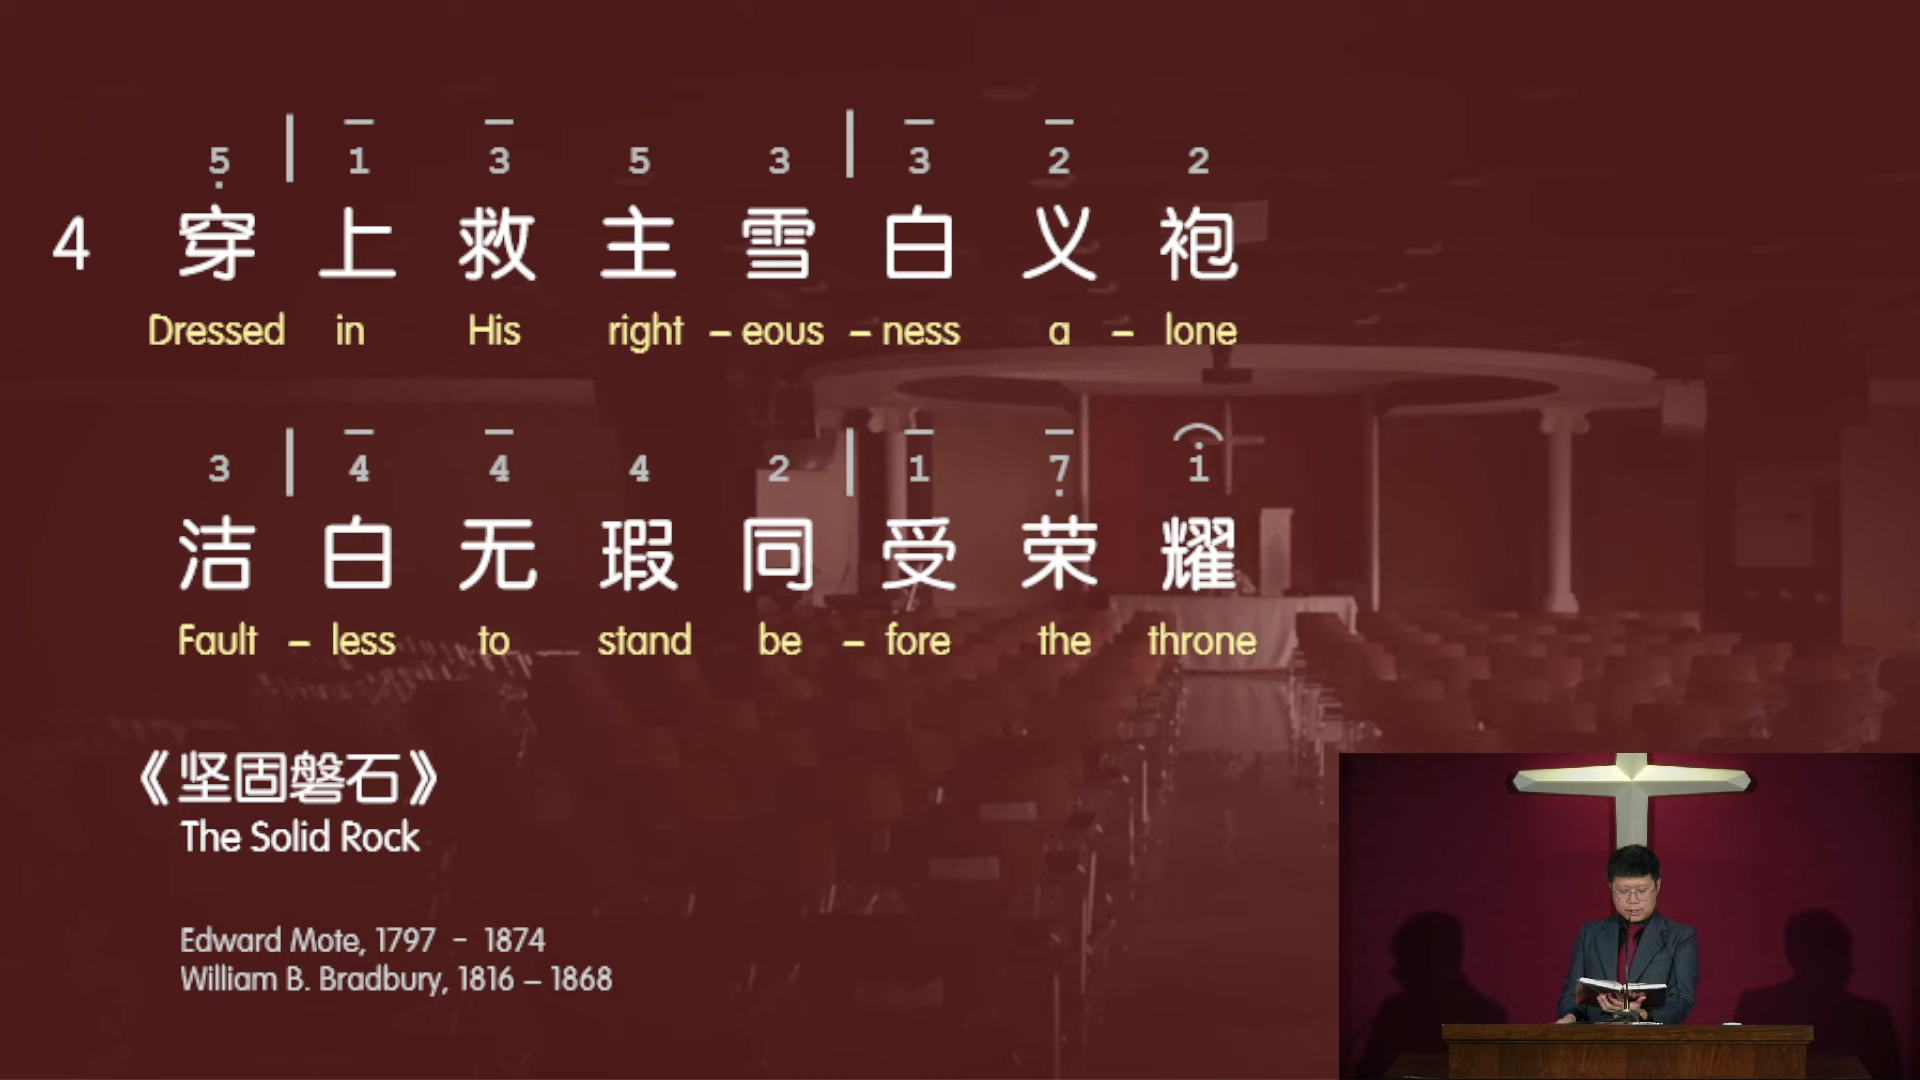 5̣ | 1 3 5 3 | 3 2 2
4 穿上救主雪白义袍
Dressed in His right – eous – ness a – lone
3 | 4 4 4 2 | 1 7̣ i
洁白无瑕同受荣耀
Fault – less to stand be – fore the throne
《坚固磐石》
The Solid Rock
Edward Mote, 1797 - 1874
William B. Bradbury, 1816 – 1868